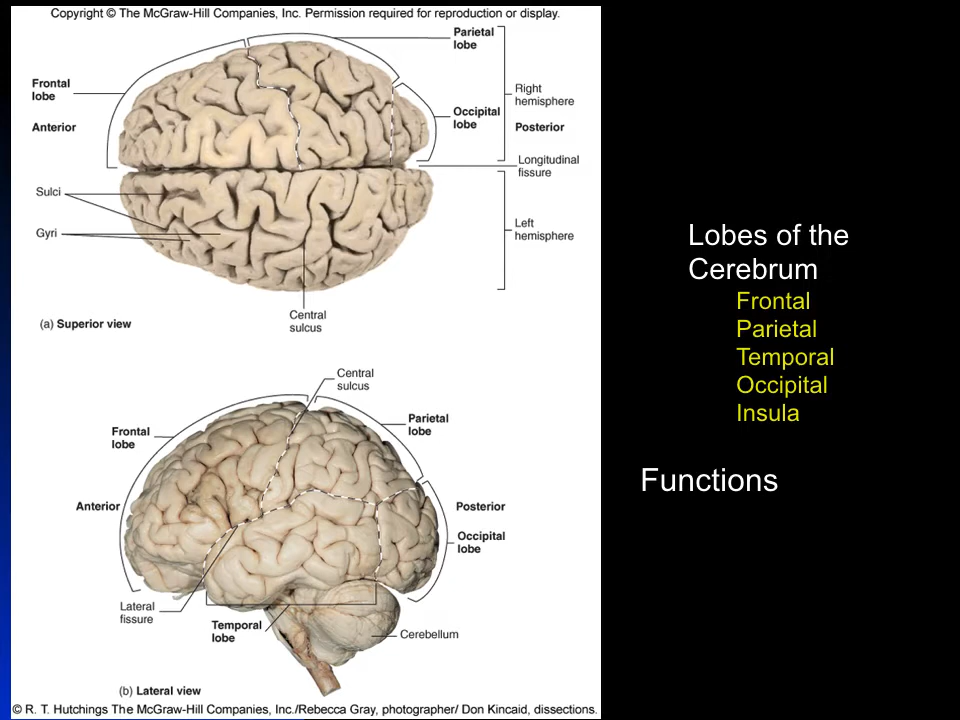 Copyright © The McGraw-Hill Companies, Inc. Permission required for reproduction or display.
Parietal
lobe
Frontal
lobe
Right
hemisphere
Occipital
lobe
Anterior
Posterior
Longitudinal
fissure
Sulci
Gyri
Left
hemisphere
Central
sulcus
(a) Superior view
Central
sulcus
Parietal
lobe
Frontal
lobe
Anterior
Posterior
Occipital
lobe
Lateral
fissure
Temporal
lobe
Cerebellum
(b) Lateral view
© R. T. Hutchings The McGraw-Hill Companies, Inc./Rebecca Gray, photographer/ Don Kincaid, dissections.
Lobes of the
Cerebrum
Frontal
Parietal
Temporal
Occipital
Insula
Functions